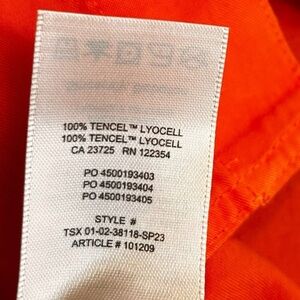 100% TENCEL™ LYOCELL
100% TENCEL™ LYOCELL
CA 23725 RN 122354
PO 4500193403
PO 4500193404
PO 4500193405
STYLE #
TSX 01-02-38118-SP23
ARTICLE # 101209